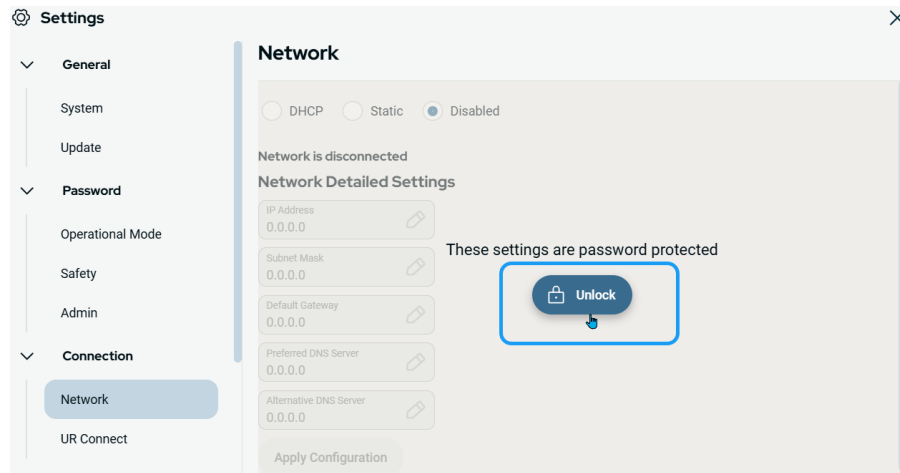 Settings
General
System
Update
Password
Operational Mode
Safety
Admin
Connection
Network
UR Connect
Network
DHCP Static Disabled
Network is disconnected
Network Detailed Settings
IP Address
0.0.0.0
Subnet Mask
0.0.0.0
Default Gateway
0.0.0.0
Preferred DNS Server
0.0.0.0
Alternative DNS Server
0.0.0.0
Apply Configuration
These settings are password protected
Unlock